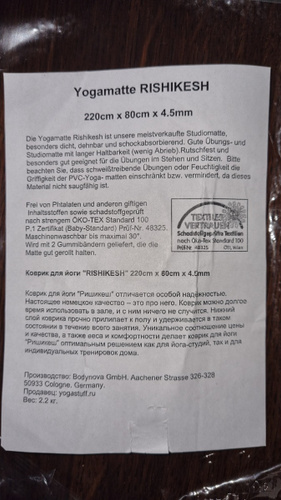 Yogamatte RISHIKESH
220cm x 80cm x 4.5mm
Die Yogamatte Rishikesh ist unsere meistverkaufte Studiomatte,
besonders dicht, dehnbar und schockabsorbierend. Gute Übungs- und
Studiomatte mit langer Haltbarkeit (wenig Abrieb).Rutschfest und
besonders gut geeignet für die Übungen im Stehen und Sitzen. Bitte
beachten Sie, dass schweißtreibende Übungen oder Feuchtigkeit die
Griffigkeit der PVC-Yoga- matten einschränkt bzw. vermindert, da dieses
Material nicht saugfähig ist.
Frei von Phtalaten und anderen giftigen
Inhaltsstoffen sowie schadstoffgeprüft
nach strengem ÖKO-TEX Standard 100
P.1 Zertifikat (Baby-Standard) Prüf-Nr. 48325.
Maschinenwaschbar bis maximal 30°.
Wird mit 2 Gummibändern geliefert, die die
Matte gut gerollt halten.
TEXTILES
VERTRAUEN
Schadstoffgeprüfte Textilien
nach Öko-Tex Standard 100
Коврик для йоги "RISHIKESH" 220cm x 80cm x 4.5mm
Коврик для йоги "Ришикеш" отличается особой надежностью.
Настоящее немецкое качество – это про него. Коврик можно долгое
время использовать в зале, и с ним ничего не случится. Нижний
слой коврика прочно прилипает к полу и удерживается в таком
состоянии в течение всего занятия. Уникальное соотношение цены
и качества, а также веса и комфортности делает коврик для йоги
"Ришикеш" оптимальным решением как для йога-студий, так и для
индивидуальных тренировок дома.
Производство: Bodynova GmbH. Aachener Strasse 326-328
50933 Cologne, Germany.
Продавец: yogastuff.ru
Вес: 2,2 кг.